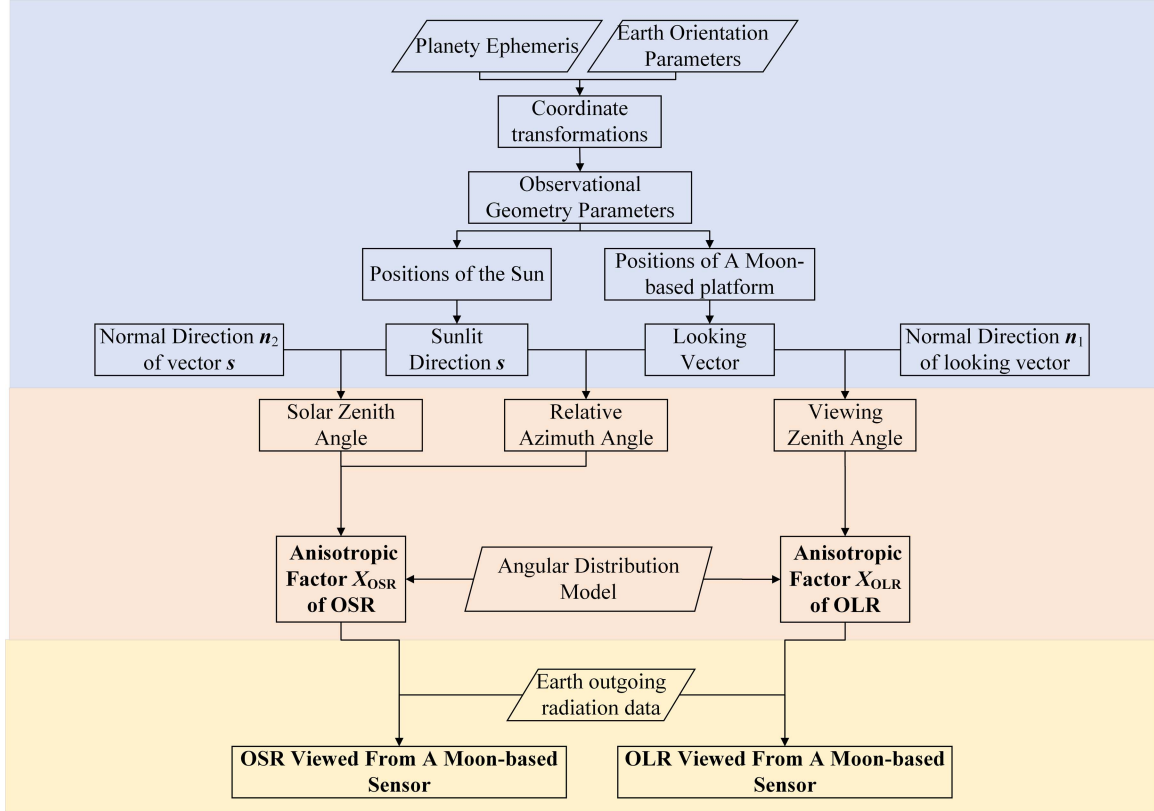 Planety Ephemeris
Earth Orientation
Parameters
Coordinate
transformations
Observational
Geometry Parameters
Positions of the Sun
Positions of A Moon-
based platform
Normal Direction n₂
of vector s
Sunlit
Direction s
Looking
Vector
Normal Direction n₁
of looking vector
Solar Zenith
Angle
Relative
Azimuth Angle
Viewing
Zenith Angle
Anisotropic
Factor X_OSR
of OSR
Angular Distribution
Model
Anisotropic
Factor X_OLR
of OLR
Earth outgoing
radiation data
OSR Viewed From A Moon-based
Sensor
OLR Viewed From A Moon-based
Sensor